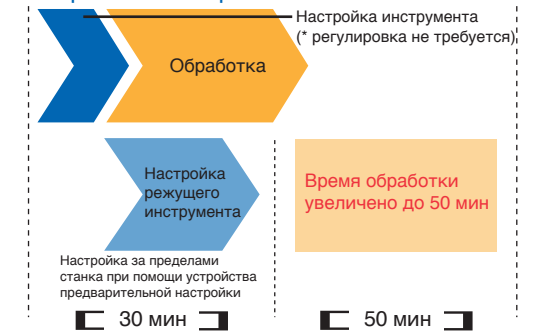 Настройка инструмента
(* регулировка не требуется)
Обработка
Настройка
режущего
инструмента
Время обработки
увеличено до 50 мин
Настройка за пределами
станка при помощи устройства
предварительной настройки
30 мин
50 мин